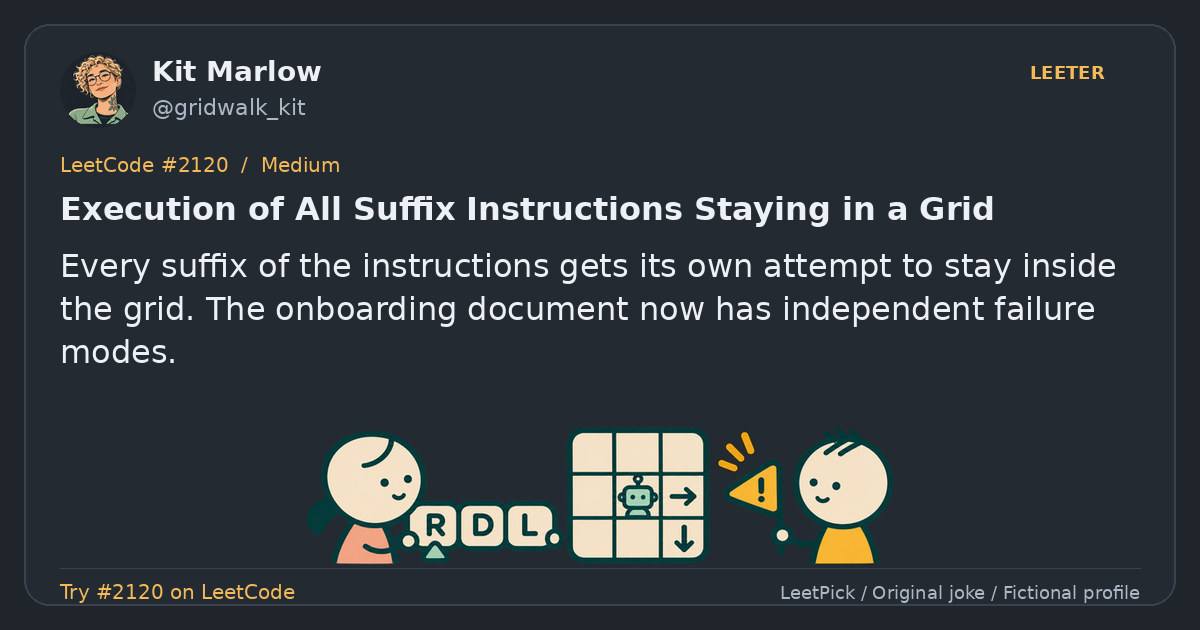 Kit Marlow
LEETER
@gridwalk_kit
LeetCode #2120 / Medium
Execution of All Suffix Instructions Staying in a Grid
Every suffix of the instructions gets its own attempt to stay inside
the grid. The onboarding document now has independent failure
modes.
R D L
!
Try #2120 on LeetCode
LeetPick / Original joke / Fictional profile